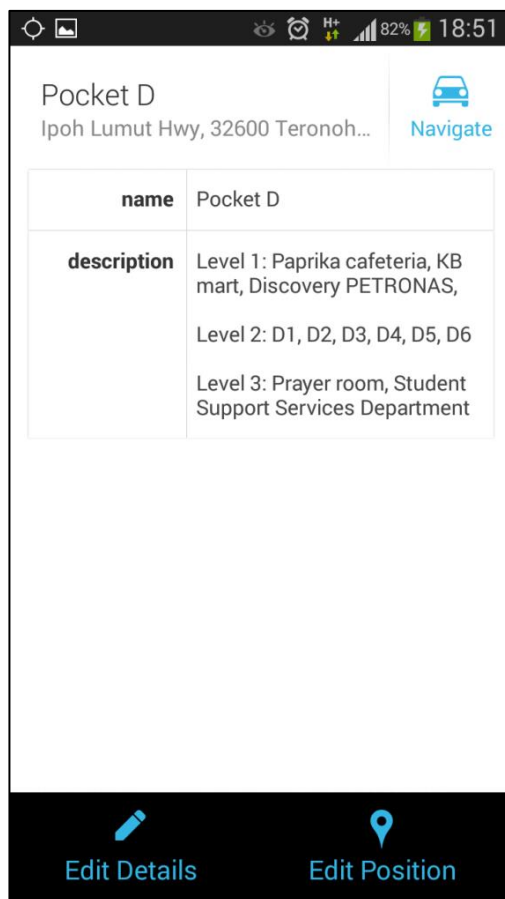 H+ 82% 18:51
Pocket D
Ipoh Lumut Hwy, 32600 Teronoh...
Navigate
name Pocket D
description Level 1: Paprika cafeteria, KB
mart, Discovery PETRONAS,
Level 2: D1, D2, D3, D4, D5, D6
Level 3: Prayer room, Student
Support Services Department
Edit Details Edit Position